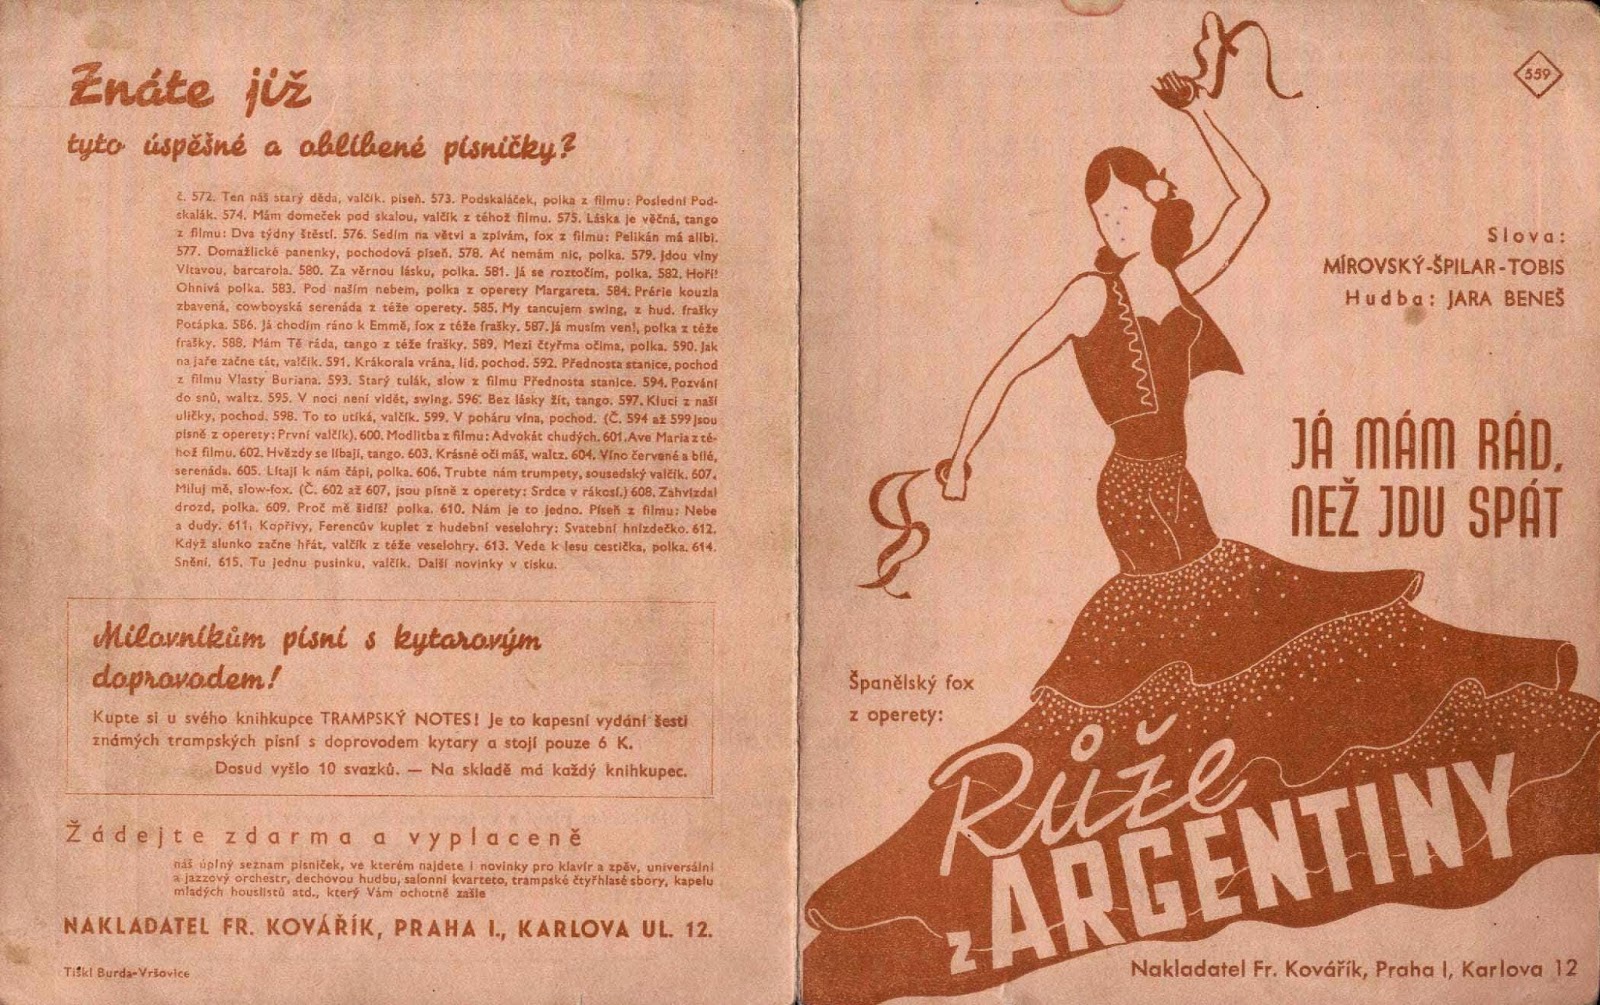 Znáte již
tyto úspěšné a oblíbené písničky?
č. 572. Ten náš starý děda, valčík. píseň. 573. Podskaláček, polka z filmu: Poslední Pod-
skalák. 574. Mám domeček pod skalou, valčík z téhož filmu. 575. Láska je věčná, tango
z filmu: Dva týdny štěstí. 576. Sedím na větvi a zpívám, fox z filmu: Pelikán má alibi.
577. Domažlické panenky, pochodová píseň. 578. Ať nemám nic, polka. 579. Jdou vlny
Vltavou, barcarola. 580. Za věrnou lásku, polka. 581. Já se roztočím, polka. 582. Hoří!
Ohnivá polka. 583. Pod naším nebem, polka z operety Margareta. 584. Prérie kouzla
zbavená, cowboyská serenáda z téže operety. 585. My tancujem swing, z hud. frašky
Potápka. 586. Já chodím ráno k Emmě, fox z téže frašky. 587. Já musím ven!, polka z téže
frašky. 588. Mám Tě ráda, tango z téže frašky. 589. Mezi čtyřma očima, polka. 590. Jak
na jaře začne tát, valčík. 591. Krákorala vrána, lid. pochod. 592. Přednosta stanice, pochod
z filmu Vlasty Buriana. 593. Starý tulák, slow z filmu Přednosta stanice. 594. Pozvání
do snů, waltz. 595. V noci není vidět, swing. 596. Bez lásky žít, tango. 597. Kluci z naší
uličky, pochod. 598. To to utíká, valčík. 599. V poháru vína, pochod. (Č. 594 až 599 jsou
písně z operety: První valčík). 600. Modlitba z filmu: Advokát chudých. 601. Ave Maria z té-
hož filmu. 602. Hvězdy se líbají, tango. 603. Krásné oči máš, waltz. 604. Víno červené a bílé,
serenáda. 605. Lítají k nám čápi, polka. 606. Trubte nám trumpety, sousedský valčík. 607.
Miluj mě, slow-fox. (Č. 602 až 607, jsou písně z operety: Srdce v rákosí.) 608. Zahvízdal
drozd, polka. 609. Proč mě šidíš? polka. 610. Nám je to jedno. Píseň z filmu: Nebe
a dudy. 611. Kopřivy, Ferencův kuplet z hudební veselohry: Svatební hnízdečko. 612.
Když slunko začne hřát, valčík z téže veselohry. 613. Vede k lesu cestička, polka. 614.
Snění. 615. Tu jednu pusinku, valčík. Další novinky v tisku.
Milovníkům písní s kytarovým
doprovodem!
Kupte si u svého knihkupce TRAMPSKÝ NOTES! Je to kapesní vydání šesti
známých trampských písní s doprovodem kytary a stojí pouze 6 K.
Dosud vyšlo 10 svazků. — Na skladě má každý knihkupec.
Žádejte zdarma a vyplaceně
náš úplný seznam písniček, ve kterém najdete i novinky pro klavír a zpěv, universální
a jazzový orchestr, dechovou hudbu, salonní kvarteto, trampské čtyřhlasé sbory, kapelu
mladých houslistů atd., který Vám ochotně zašle
NAKLADATEL FR. KOVÁŘÍK, PRAHA I., KARLOVA UL. 12.
Tiskl Burda-Vršovice
559
Slova:
MÍROVSKÝ-ŠPILAR-TOBIS
Hudba: JARA BENEŠ
JÁ MÁM RÁD,
NEŽ JDU SPÁT
Španělský fox
z operety:
Růže
z ARGENTINY
Nakladatel Fr. Kovářík, Praha I, Karlova 12